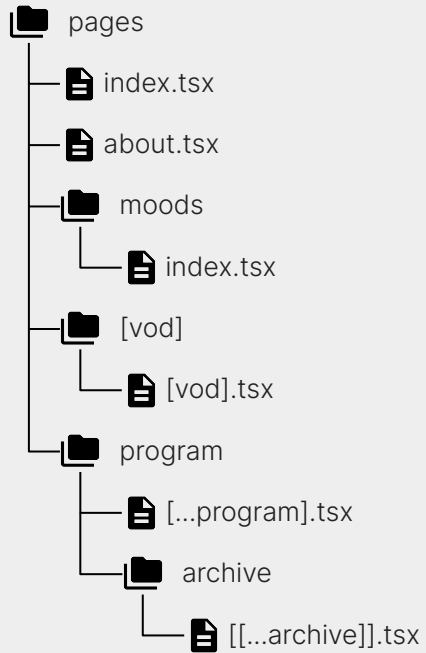 pages
index.tsx
about.tsx
moods
index.tsx
[vod]
[vod].tsx
program
[...program].tsx
archive
[[...archive]].tsx